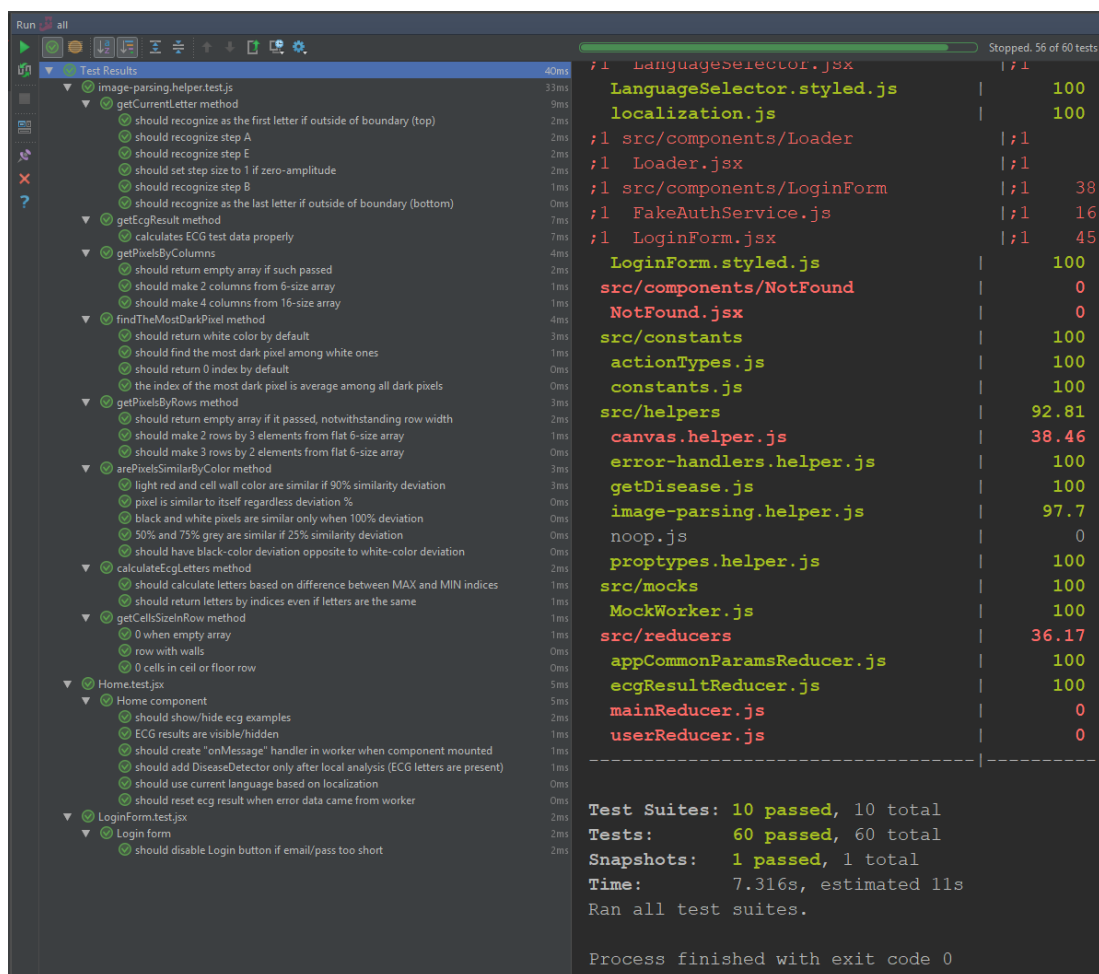 Run all
Stopped. 56 of 60 tests
Test Results 40ms
image-parsing.helper.test.js 33ms
getCurrentLetter method 9ms
should recognize as the first letter if outside of boundary (top) 2ms
should recognize step A 2ms
should recognize step E 2ms
should set step size to 1 if zero-amplitude 2ms
should recognize step B 1ms
should recognize as the last letter if outside of boundary (bottom) 0ms
getEcgResult method 7ms
calculates ECG test data properly 7ms
getPixelsByColumns 4ms
should return empty array if such passed 2ms
should make 2 columns from 6-size array 1ms
should make 4 columns from 16-size array 1ms
findTheMostDarkPixel method 4ms
should return white color by default 3ms
should find the most dark pixel among white ones 1ms
should return 0 index by default 0ms
the index of the most dark pixel is average among all dark pixels 0ms
getPixelsByRows method 3ms
should return empty array if it passed, notwithstanding row width 2ms
should make 2 rows by 3 elements from flat 6-size array 1ms
should make 3 rows by 2 elements from flat 6-size array 0ms
arePixelsSimilarByColor method 3ms
light red and cell wall color are similar if 90% similarity deviation 3ms
pixel is similar to itself regardless deviation % 0ms
black and white pixels are similar only when 100% deviation 0ms
50% and 75% grey are similar if 25% similarity deviation 0ms
should have black-color deviation opposite to white-color deviation 0ms
calculateEcgLetters method 2ms
should calculate letters based on difference between MAX and MIN indices 1ms
should return letters by indices even if letters are the same 1ms
getCellsSizeInRow method 1ms
0 when empty array 1ms
row with walls 0ms
0 cells in ceil or floor row 0ms
Home.test.jsx 5ms
Home component 5ms
should show/hide ecg examples 2ms
ECG results are visible/hidden 1ms
should create "onMessage" handler in worker when component mounted 1ms
should add DiseaseDetector only after local analysis (ECG letters are present) 1ms
should use current language based on localization 0ms
should reset ecg result when error data came from worker 0ms
LoginForm.test.jsx 2ms
Login form 2ms
should disable Login button if email/pass too short 2ms
;1 LanguageSelector.jsx |;1
LanguageSelector.styled.js | 100
localization.js | 100
;1 src/components/Loader |;1
;1 Loader.jsx |;1
;1 src/components/LoginForm |;1 38
;1 FakeAuthService.js |;1 16
;1 LoginForm.jsx |;1 45
LoginForm.styled.js | 100
src/components/NotFound | 0
NotFound.jsx | 0
src/constants | 100
actionTypes.js | 100
constants.js | 100
src/helpers | 92.81
canvas.helper.js | 38.46
error-handlers.helper.js | 100
getDisease.js | 100
image-parsing.helper.js | 97.7
noop.js | 0
proptypes.helper.js | 100
src/mocks | 100
MockWorker.js | 100
src/reducers | 36.17
appCommonParamsReducer.js | 100
ecgResultReducer.js | 100
mainReducer.js | 0
userReducer.js | 0
----------------------------------|----------
Test Suites: 10 passed, 10 total
Tests: 60 passed, 60 total
Snapshots: 1 passed, 1 total
Time: 7.316s, estimated 11s
Ran all test suites.
Process finished with exit code 0